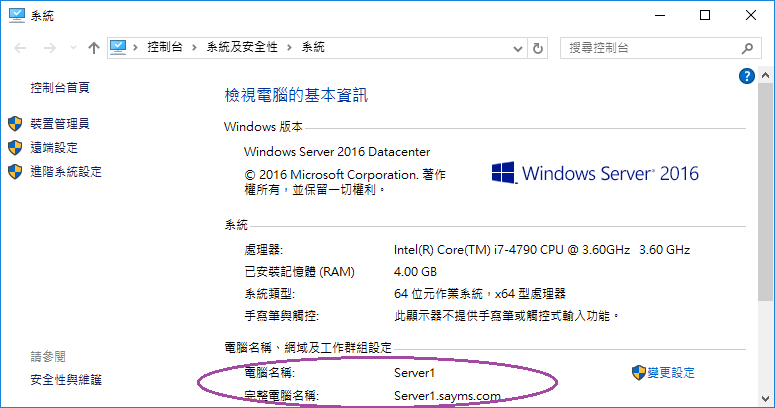 系統
控制台 › 系統及安全性 › 系統
搜尋控制台
控制台首頁
裝置管理員
遠端設定
進階系統設定
請參閱
安全性與維護
?
檢視電腦的基本資訊
Windows 版本
Windows Server 2016 Datacenter
© 2016 Microsoft Corporation. 著作
權所有，並保留一切權利。
Windows Server® 2016
系統
處理器: Intel(R) Core(TM) i7-4790 CPU @ 3.60GHz 3.60 GHz
已安裝記憶體 (RAM) 4.00 GB
系統類型: 64 位元作業系統，x64 型處理器
手寫筆與觸控: 此顯示器不提供手寫筆或觸控式輸入功能。
電腦名稱、網域及工作群組設定
電腦名稱: Server1 變更設定
完整電腦名稱: Server1.sayms.com